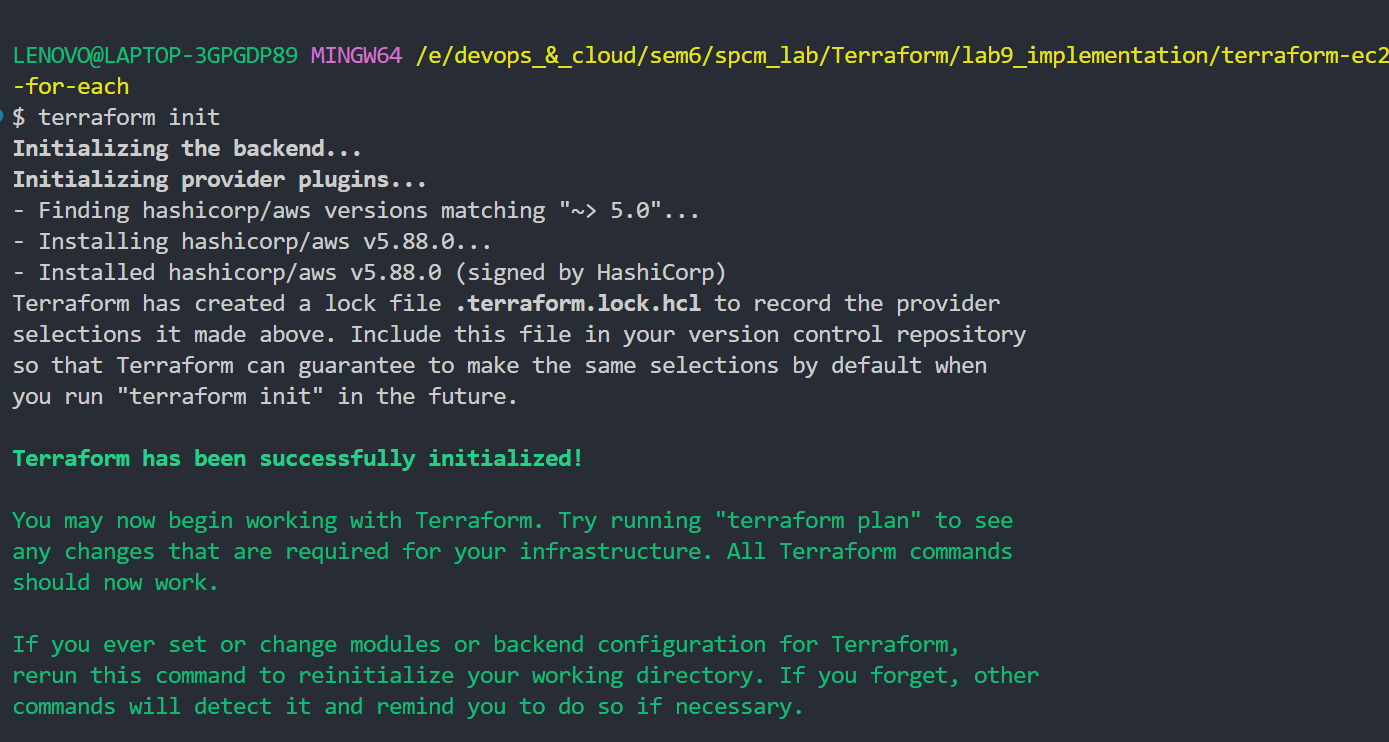 LENOVO@LAPTOP-3GPGDP89 MINGW64 /e/devops_&_cloud/sem6/spcm_lab/Terraform/lab9_implementation/terraform-ec2
-for-each
$ terraform init
Initializing the backend...
Initializing provider plugins...
- Finding hashicorp/aws versions matching "~> 5.0"...
- Installing hashicorp/aws v5.88.0...
- Installed hashicorp/aws v5.88.0 (signed by HashiCorp)
Terraform has created a lock file .terraform.lock.hcl to record the provider
selections it made above. Include this file in your version control repository
so that Terraform can guarantee to make the same selections by default when
you run "terraform init" in the future.
Terraform has been successfully initialized!
You may now begin working with Terraform. Try running "terraform plan" to see
any changes that are required for your infrastructure. All Terraform commands
should now work.
If you ever set or change modules or backend configuration for Terraform,
rerun this command to reinitialize your working directory. If you forget, other
commands will detect it and remind you to do so if necessary.